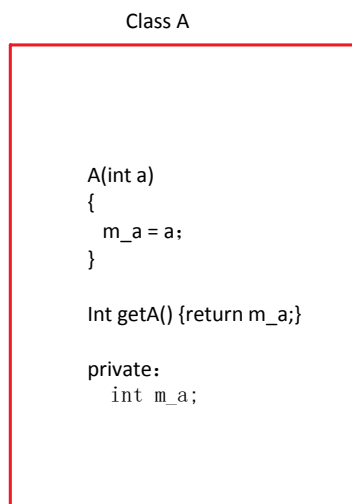 Class A
A(int a)
{
m_a = a；
}
Int getA() {return m_a;}
private：
int m_a;